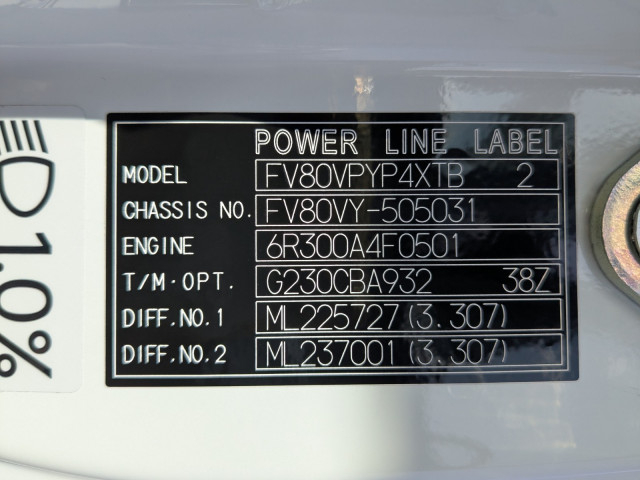 POWER LINE LABEL
MODEL FV80VPYP4XTB 2
CHASSIS NO. FV80VY-505031
ENGINE 6R300A4F0501
T/M·OPT. G230CBA932 38Z
DIFF.NO.1 ML225727(3.307)
DIFF.NO.2 ML237001(3.307)
1.0%